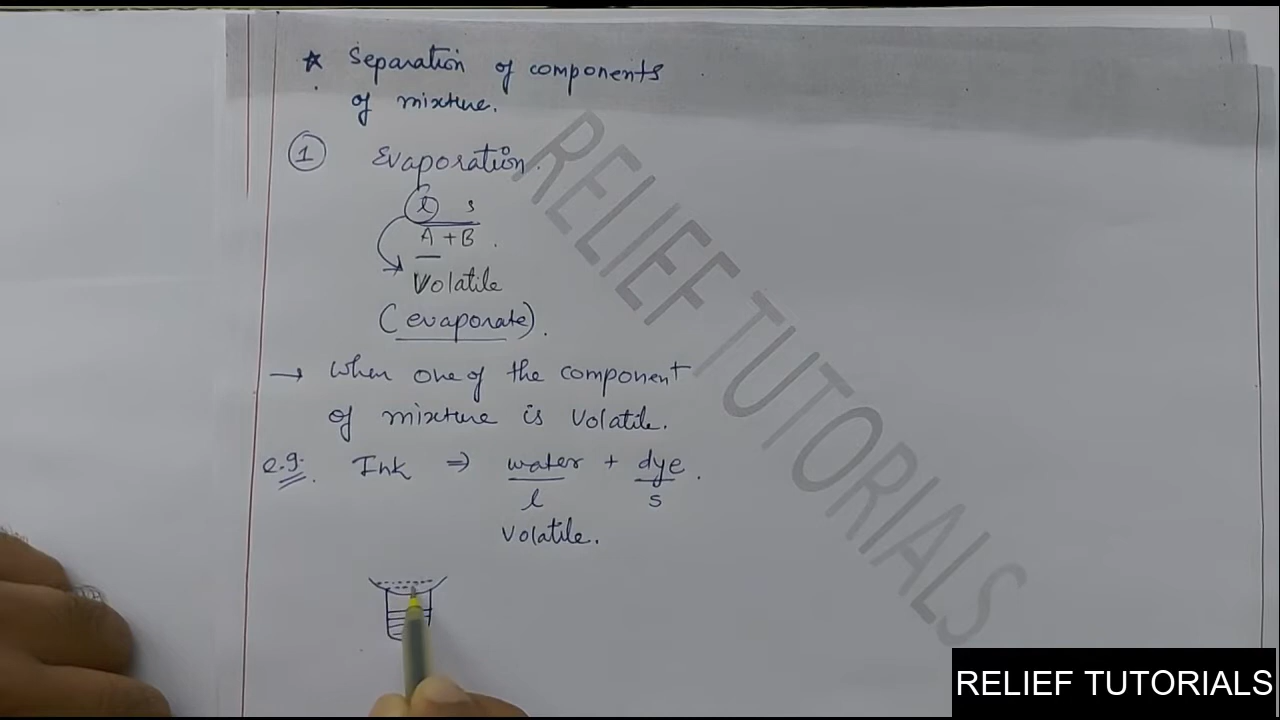 * Separation of components
of mixture.
1 Evaporation.
l s
A + B .
Volatile
(evaporate).
→ When one of the component
of mixture is volatile.
e.g. Ink ⇒ water + dye.
l s
Volatile.
RELIEF TUTORIALS
RELIEF TUTORIALS